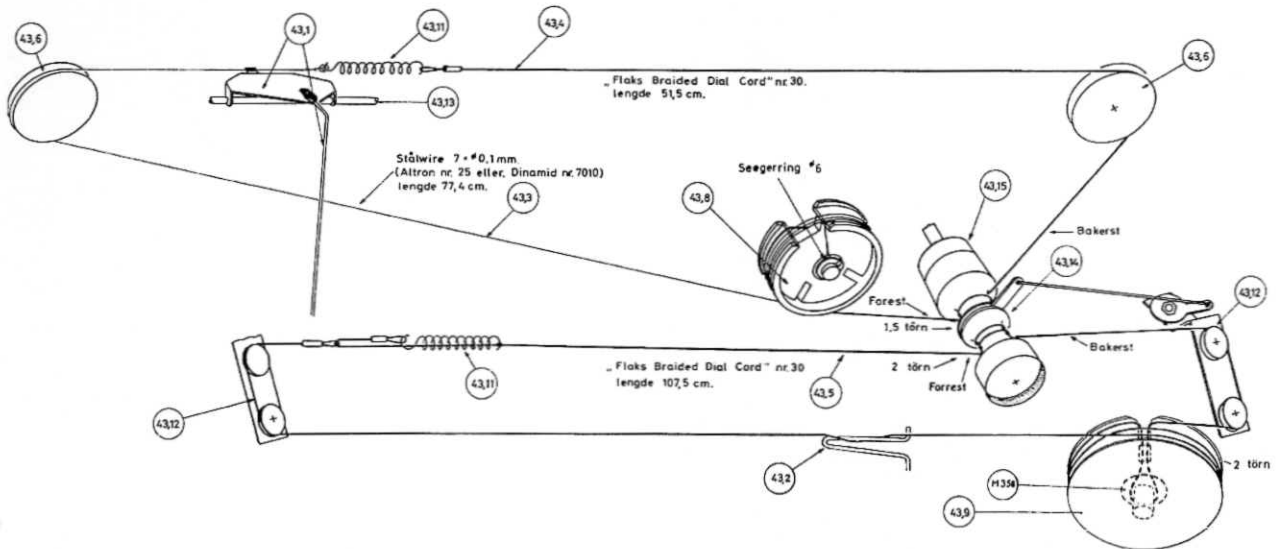 43,6
43,1
43,11
43,4
43,6
43,13
„Flaks Braided Dial Cord" nr. 30.
lengde 51,5 cm.
Stålwire 7 × ø0,1 mm.
(Altron nr. 25 eller, Dinamid nr. 7010)
lengde 77,4 cm.
43,3
Seegerring ø6
43,8
43,15
Bakerst
43,14
Forest
1,5 törn
43,12
Bakerst
43,11
„Flaks Braided Dial Cord" nr. 30
lengde 107,5 cm.
43,5
2 törn
Forrest
43,12
43,2
M358
2 törn
43,9